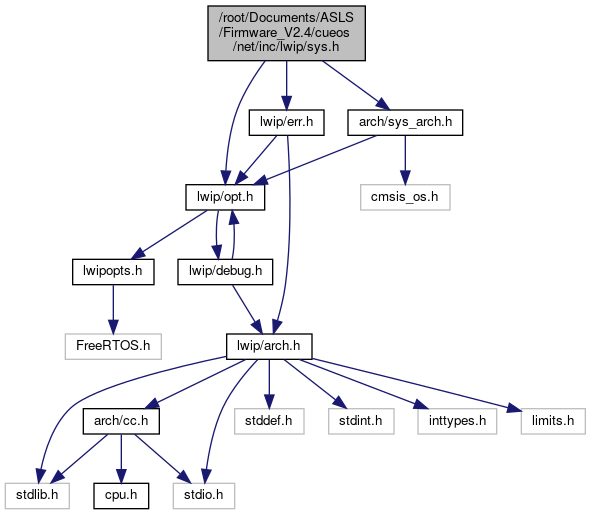 /root/Documents/ASLS
/Firmware_V2.4/cueos
/net/inc/lwip/sys.h
lwip/err.h
arch/sys_arch.h
lwip/opt.h
cmsis_os.h
lwipopts.h
lwip/debug.h
FreeRTOS.h
lwip/arch.h
arch/cc.h
stddef.h
stdint.h
inttypes.h
limits.h
stdlib.h
cpu.h
stdio.h